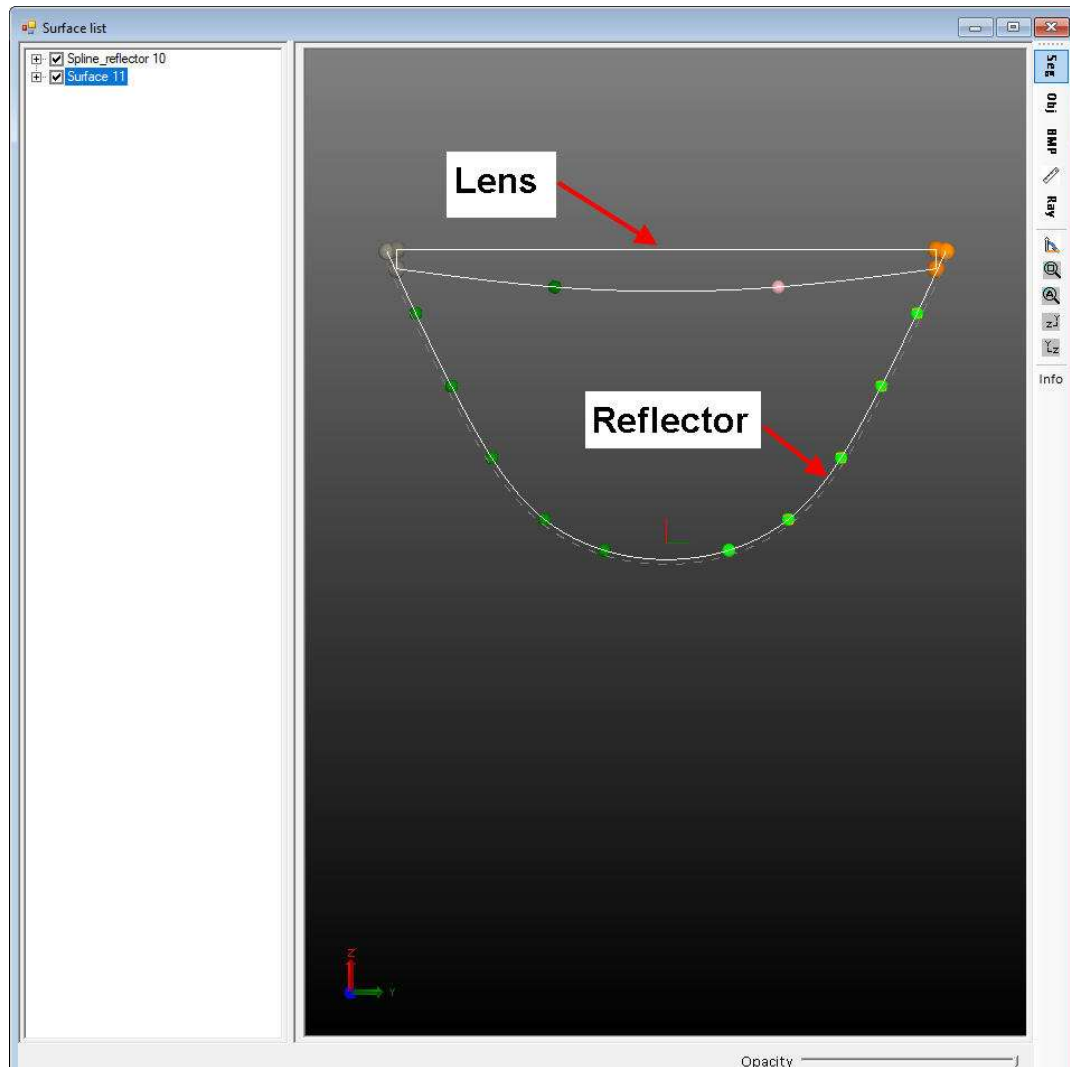 Surface list
Spline_reflector 10
Surface 11
Seg
Obj
BMP
Ray
Info
Lens
Reflector
Z
Y
Opacity